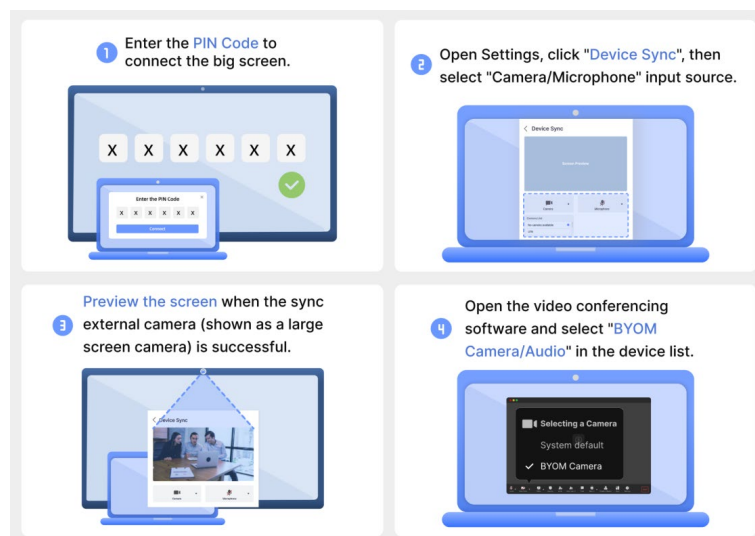 1
Enter the PIN Code to
connect the big screen.
X X X X X X
Enter the PIN Code
X X X X X X
Connect
2
Open Settings, click "Device Sync", then
select "Camera/Microphone" input source.
< Device Sync
Camera
Microphone
3
Preview the screen when the sync
external camera (shown as a large
screen camera) is successful.
< Device Sync
Camera
Microphone
4
Open the video conferencing
software and select "BYOM
Camera/Audio" in the device list.
Selecting a Camera
System default
✓ BYOM Camera